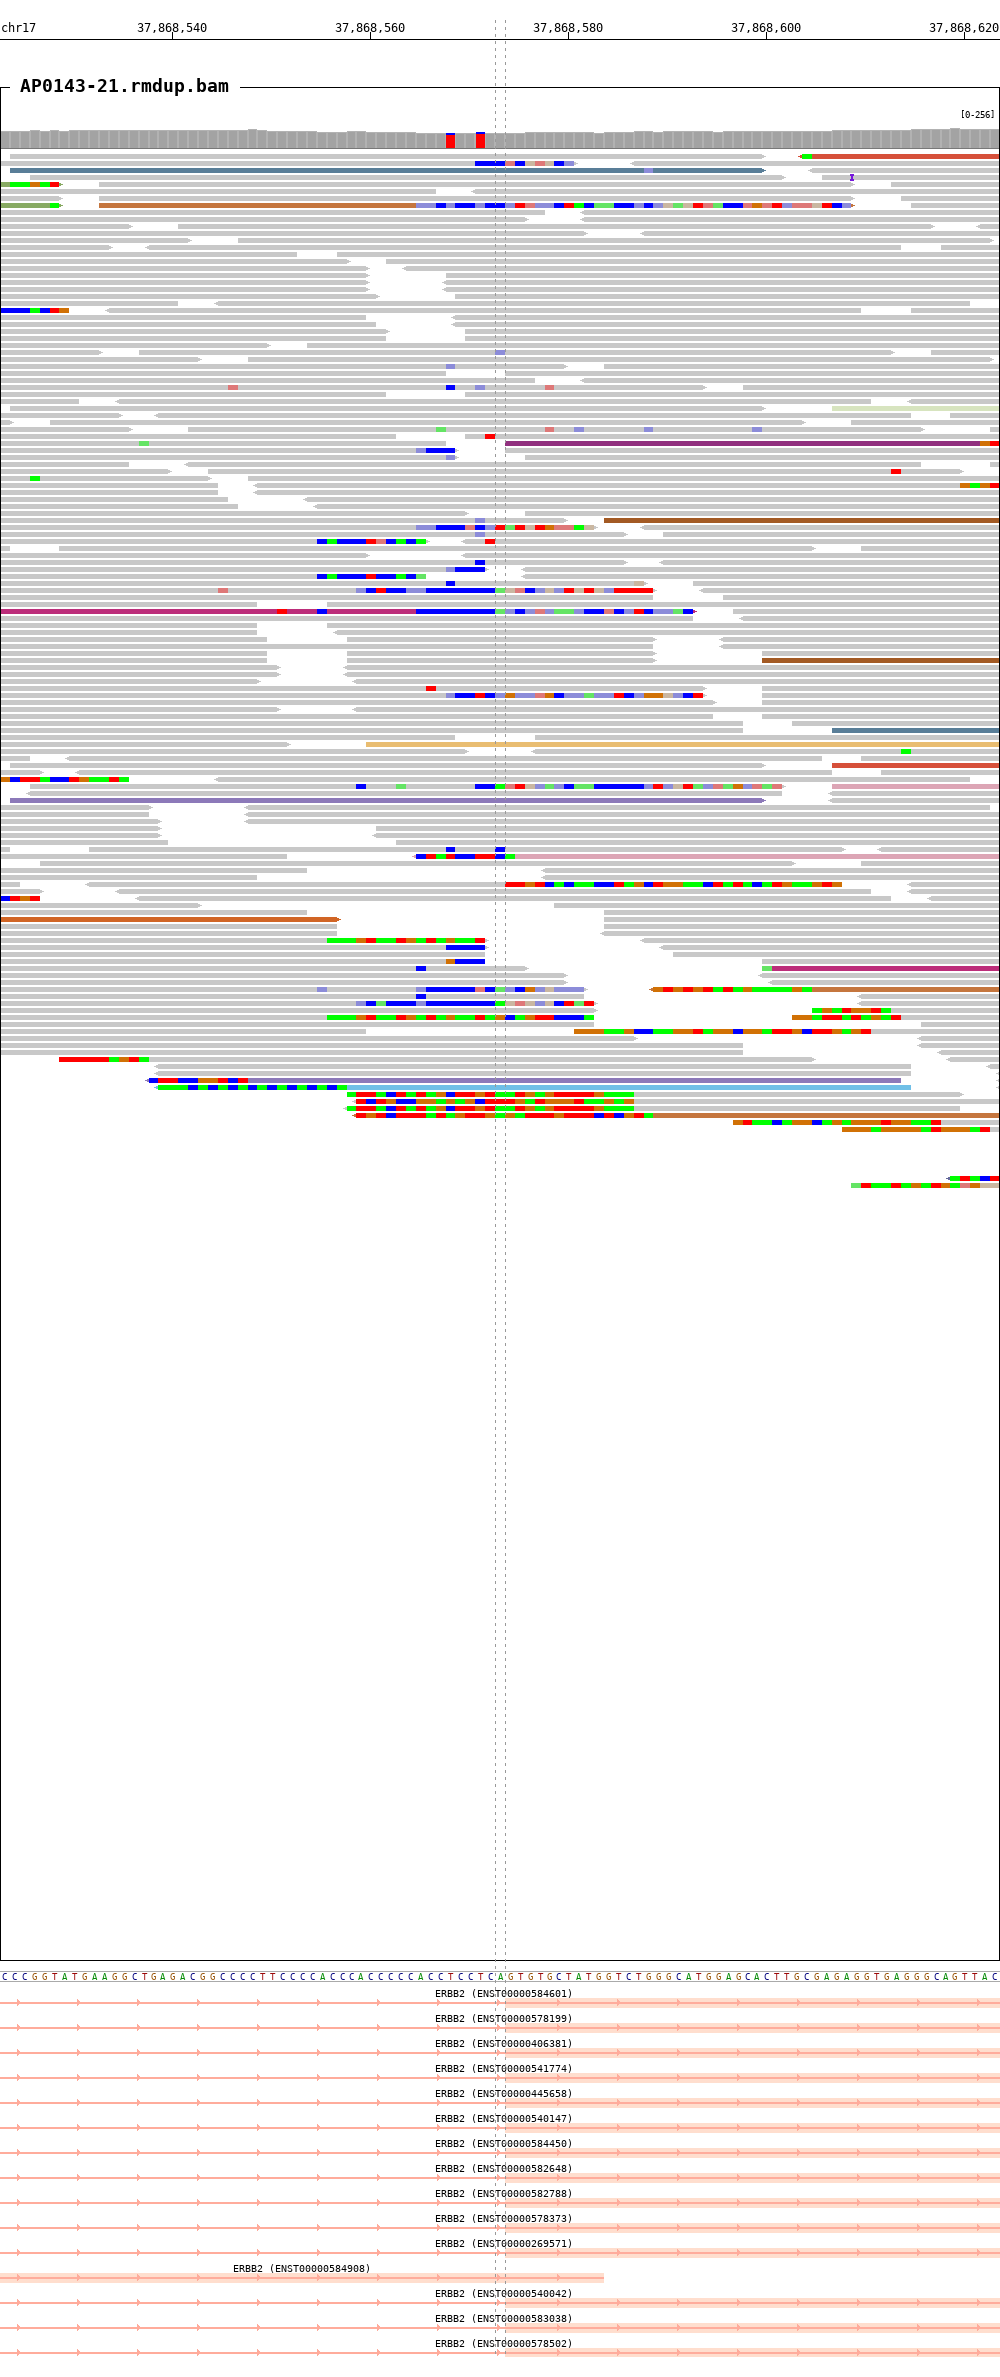 chr17 37,868,540 37,868,560 37,868,580 37,868,600 37,868,620
AP0143-21.rmdup.bam
[0-256]
I
CCCGGTATGAAGGCTGAGACGGCCCCTTCCCCACCCACCCCCACCTCCTCAGTGTGCTATGGTCTGGGCATGGAGCACTTGCGAGAGGTGAGGGCAGTTAC
ERBB2 (ENST00000584601)
ERBB2 (ENST00000578199)
ERBB2 (ENST00000406381)
ERBB2 (ENST00000541774)
ERBB2 (ENST00000445658)
ERBB2 (ENST00000540147)
ERBB2 (ENST00000584450)
ERBB2 (ENST00000582648)
ERBB2 (ENST00000582788)
ERBB2 (ENST00000578373)
ERBB2 (ENST00000269571)
ERBB2 (ENST00000584908)
ERBB2 (ENST00000540042)
ERBB2 (ENST00000583038)
ERBB2 (ENST00000578502)